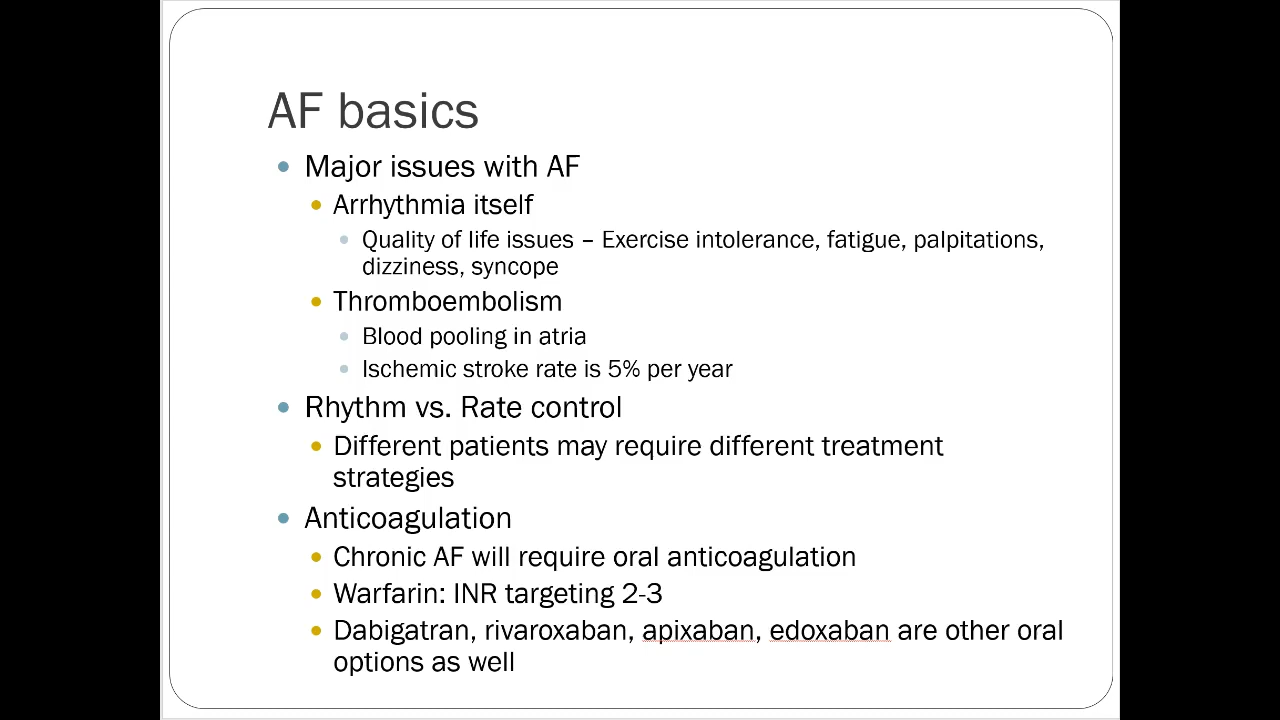 AF basics
Major issues with AF
Arrhythmia itself
Quality of life issues – Exercise intolerance, fatigue, palpitations,
dizziness, syncope
Thromboembolism
Blood pooling in atria
Ischemic stroke rate is 5% per year
Rhythm vs. Rate control
Different patients may require different treatment
strategies
Anticoagulation
Chronic AF will require oral anticoagulation
Warfarin: INR targeting 2-3
Dabigatran, rivaroxaban, apixaban, edoxaban are other oral
options as well